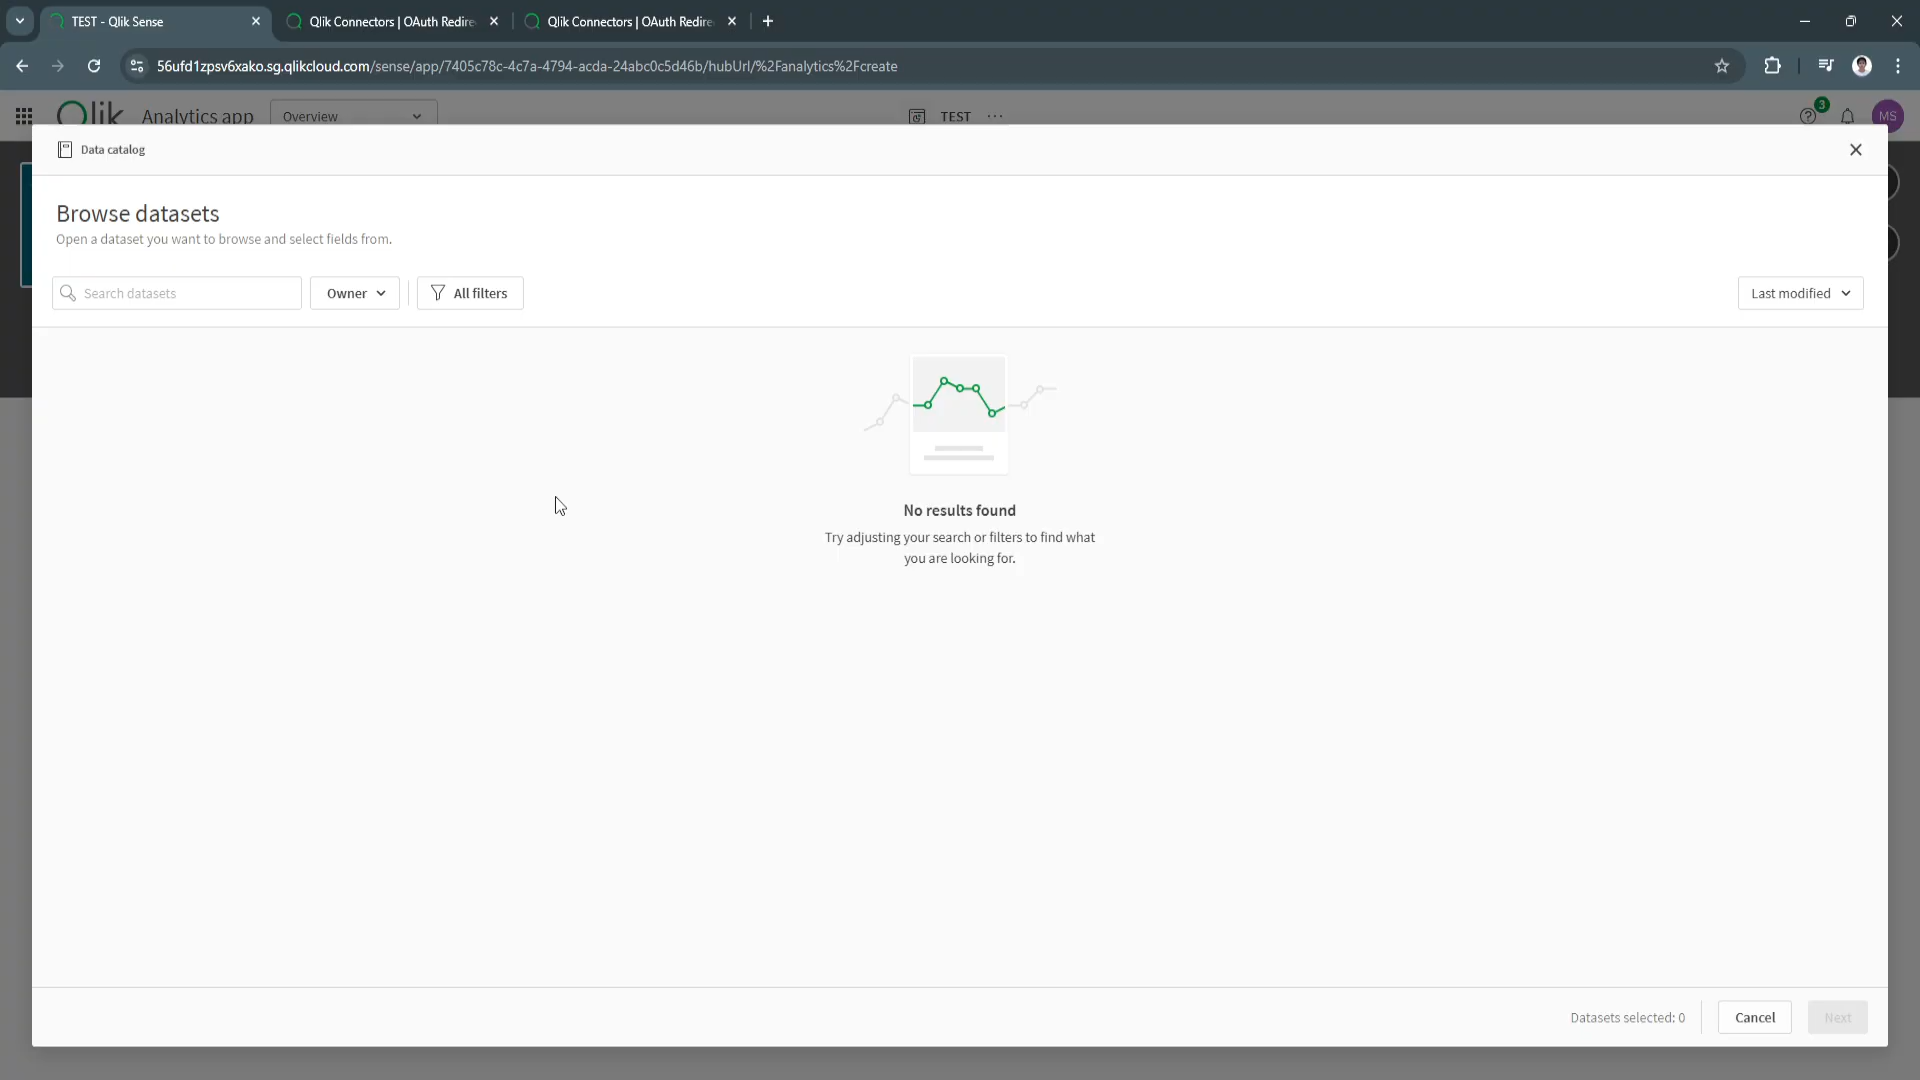 TEST - Qlik Sense
Qlik Connectors | OAuth Redire
Qlik Connectors | OAuth Redire
56ufd1zpsv6xako.sg.qlikcloud.com/sense/app/7405c78c-4c7a-4794-acda-24abc0c5d46b/hubUrl/%2Fanalytics%2Fcreate
Qlik
Analytics app
Overview
TEST
3
MS
Data catalog
Browse datasets
Open a dataset you want to browse and select fields from.
Search datasets
Owner
All filters
Last modified
No results found
Try adjusting your search or filters to find what
you are looking for.
Datasets selected: 0
Cancel
Next